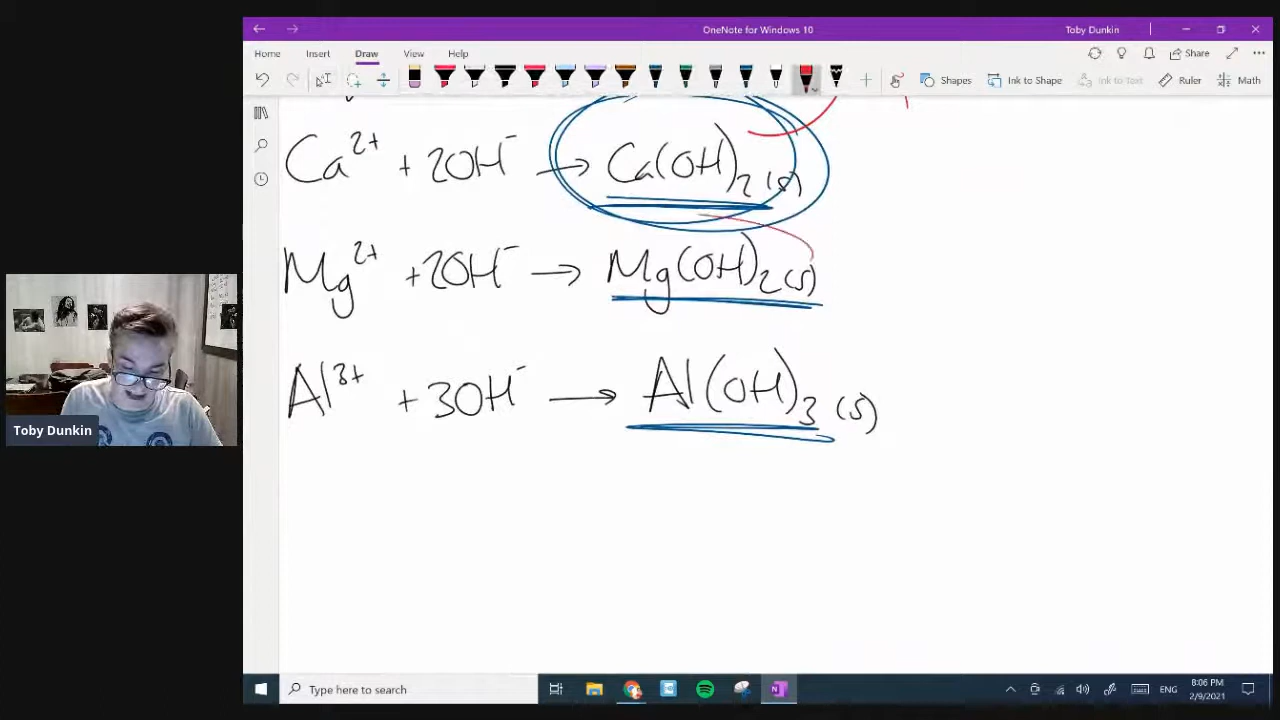 OneNote for Windows 10
Toby Dunkin
Home Insert Draw View Help
Share
Shapes Ink to Shape Ink to Text Ruler Math
Ca²⁺ + 2OH⁻ → Ca(OH)₂ (s)
Mg²⁺ + 2OH⁻ → Mg(OH)₂ (s)
Al³⁺ + 3OH⁻ → Al(OH)₃ (s)
Toby Dunkin
Type here to search
ENG
8:06 PM
2/9/2021